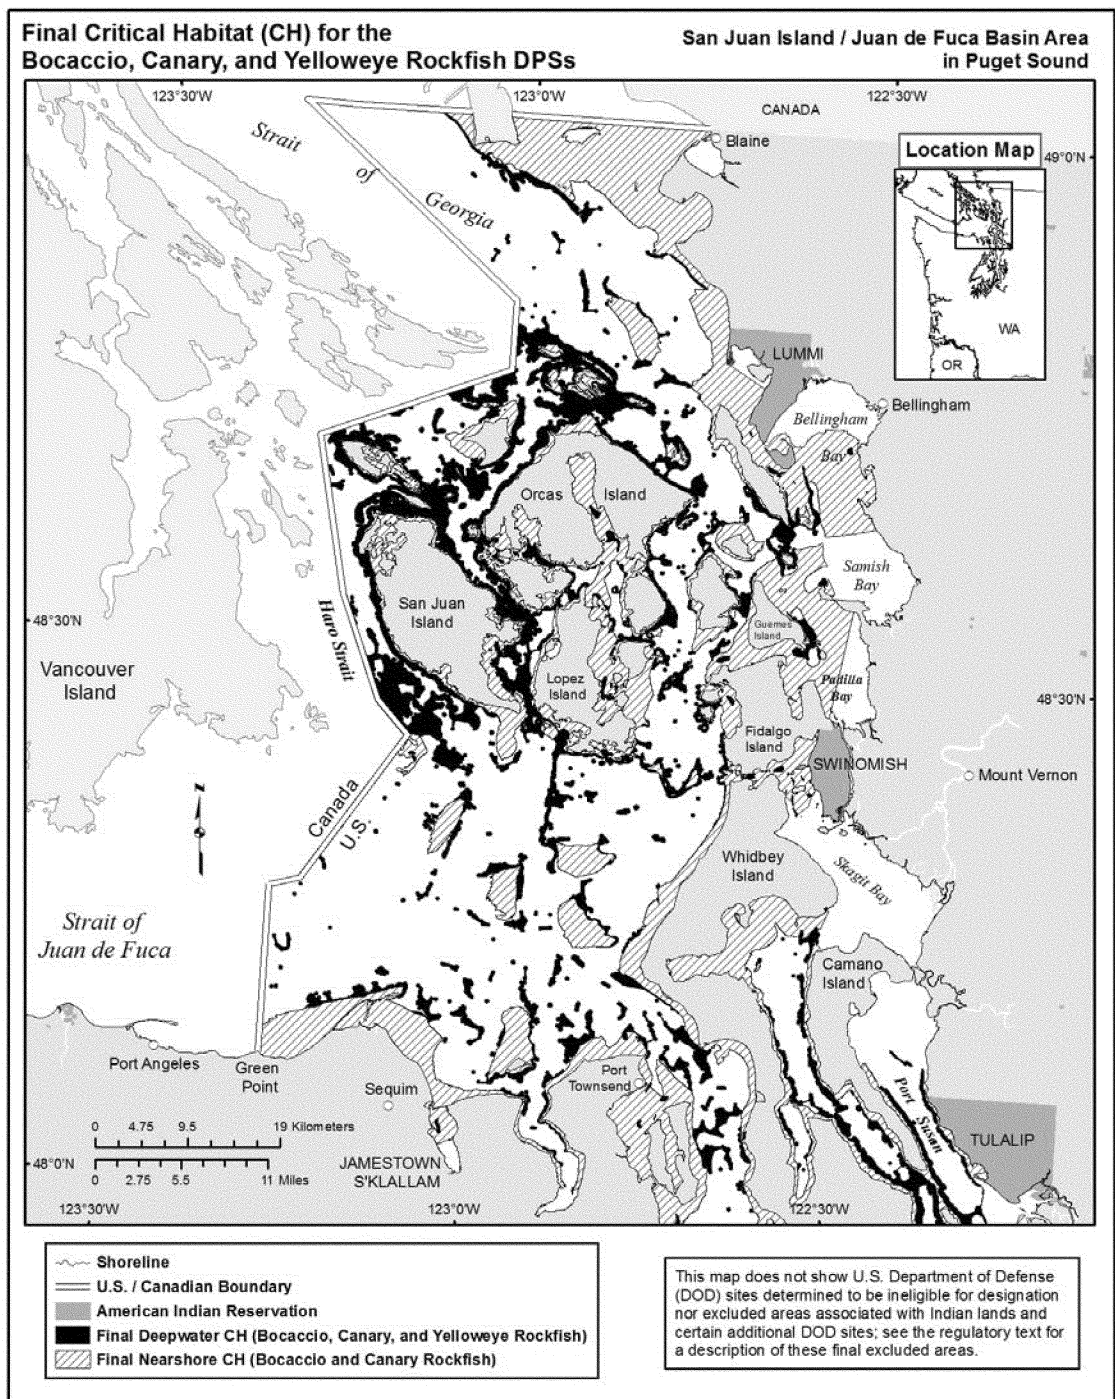 Final Critical Habitat (CH) for the
Bocaccio, Canary, and Yelloweye Rockfish DPSs
San Juan Island / Juan de Fuca Basin Area
in Puget Sound
123°30'W
123°0'W
122°30'W
CANADA
Strait
of
Georgia
Blaine
49°0'N
Location Map
WA
OR
LUMMI
Bellingham
Bellingham
Bay
Orcas
Island
Samish
Bay
San Juan
Island
Haro Strait
48°30'N
Guemes
Island
Vancouver
Island
Lopez
Island
Padilla
Bay
48°30'N
Fidalgo
Island
SWINOMISH
Mount Vernon
N
Canada
U.S.
Whidbey
Island
Skagit Bay
Strait of
Juan de Fuca
Camano
Island
Port Angeles
Green
Point
Sequim
Port
Townsend
Port Susan
TULALIP
0 4.75 9.5 19 Kilometers
0 2.75 5.5 11 Miles
JAMESTOWN
S'KLALLAM
48°0'N
123°30'W
123°0'W
122°30'W
Shoreline
U.S. / Canadian Boundary
American Indian Reservation
Final Deepwater CH (Bocaccio, Canary, and Yelloweye Rockfish)
Final Nearshore CH (Bocaccio and Canary Rockfish)
This map does not show U.S. Department of Defense
(DOD) sites determined to be ineligible for designation
nor excluded areas associated with Indian lands and
certain additional DOD sites; see the regulatory text for
a description of these final excluded areas.